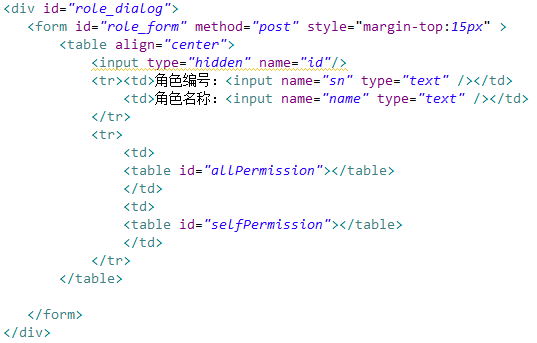 <div id="role_dialog">
   <form id="role_form" method="post" style="margin-top:15px" >
       <table align="center">
           <input type="hidden" name="id"/>
           <tr><td>角色编号：<input name="sn" type="text" /></td>
               <td>角色名称：<input name="name" type="text" /></td>
           </tr>
           <tr>
               <td>
               <table id="allPermission"></table>
               </td>
               <td>
               <table id="selfPermission"></table>
               </td>
           </tr>
       </table>

   </form>
</div>